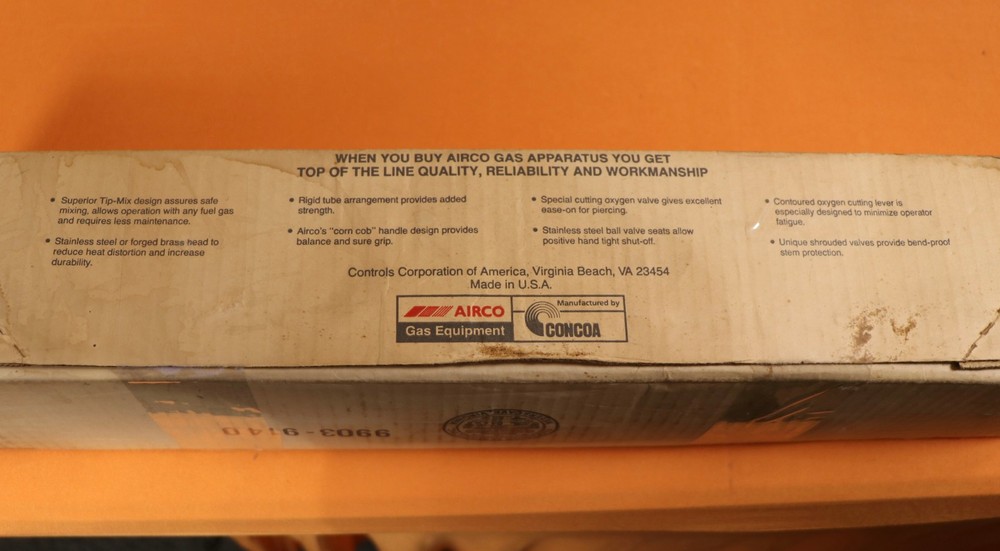 WHEN YOU BUY AIRCO GAS APPARATUS YOU GET
TOP OF THE LINE QUALITY, RELIABILITY AND WORKMANSHIP
• Superior Tip-Mix design assures safe
mixing, allows operation with any fuel gas
and requires less maintenance.
• Stainless steel or forged brass head to
reduce heat distortion and increase
durability.
• Rigid tube arrangement provides added
strength.
• Airco's "corn cob" handle design provides
balance and sure grip.
• Special cutting oxygen valve gives excellent
ease-on for piercing.
• Stainless steel ball valve seats allow
positive hand tight shut-off.
• Contoured oxygen cutting lever is
especially designed to minimize operator
fatigue.
• Unique shrouded valves provide bend-proof
stem protection.
Controls Corporation of America, Virginia Beach, VA 23454
Made in U.S.A.
AIRCO
Gas Equipment
Manufactured by
CONCOA